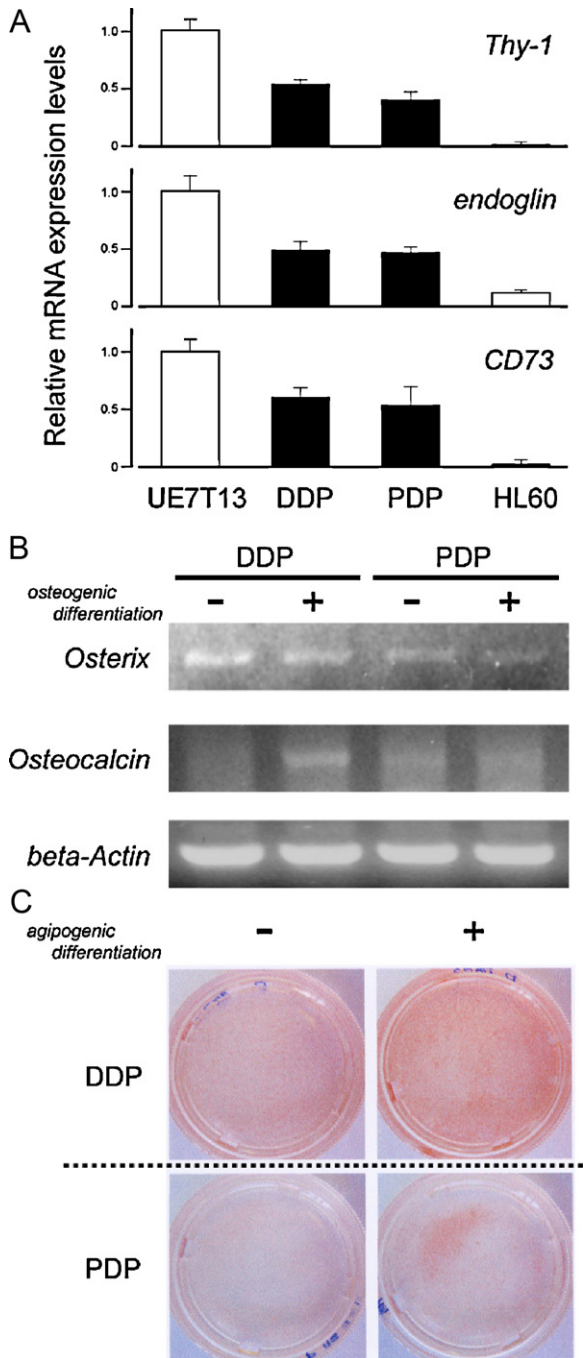 A
Relative mRNA expression levels
1.0
0.5
0
Thy-1
1.0
0.5
0
endoglin
1.0
0.5
0
CD73
UE7T13 DDP PDP HL60
B
DDP PDP
osteogenic
differentiation
- + - +
Osterix
Osteocalcin
beta-Actin
C
agipogenic
differentiation
- +
DDP
PDP